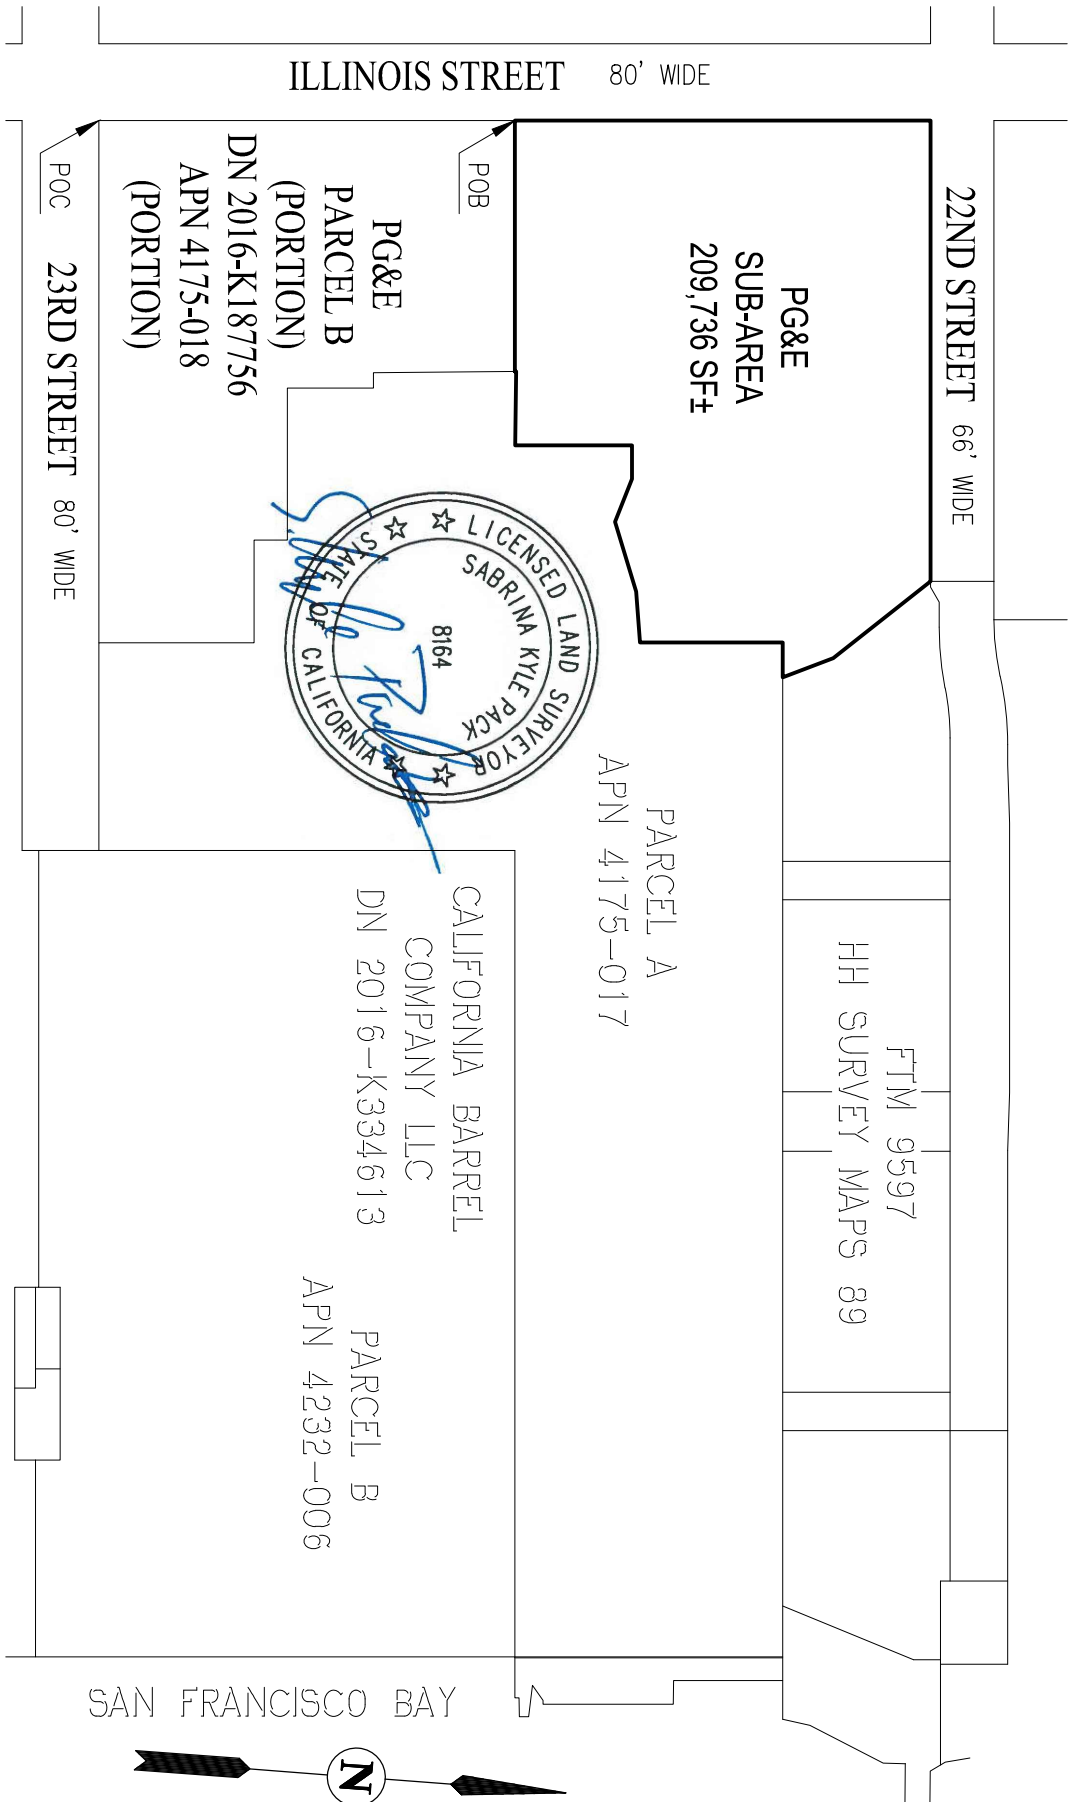 ILLINOIS STREET 80' WIDE
22ND STREET 66' WIDE
PG&E
SUB-AREA
209,736 SF±
POB
POC
PG&E
PARCEL B
(PORTION)
DN 2016-K187756
APN 4175-018
(PORTION)
23RD STREET 80' WIDE
LICENSED LAND SURVEYOR
SABRINA KYLE PACK
8164
STATE OF CALIFORNIA
PARCEL A
APN 4175-017
FTM 9597
HH SURVEY MAPS 89
CALIFORNIA BARREL
COMPANY LLC
DN 2016-K334613
PARCEL B
APN 4232-006
SAN FRANCISCO BAY
N